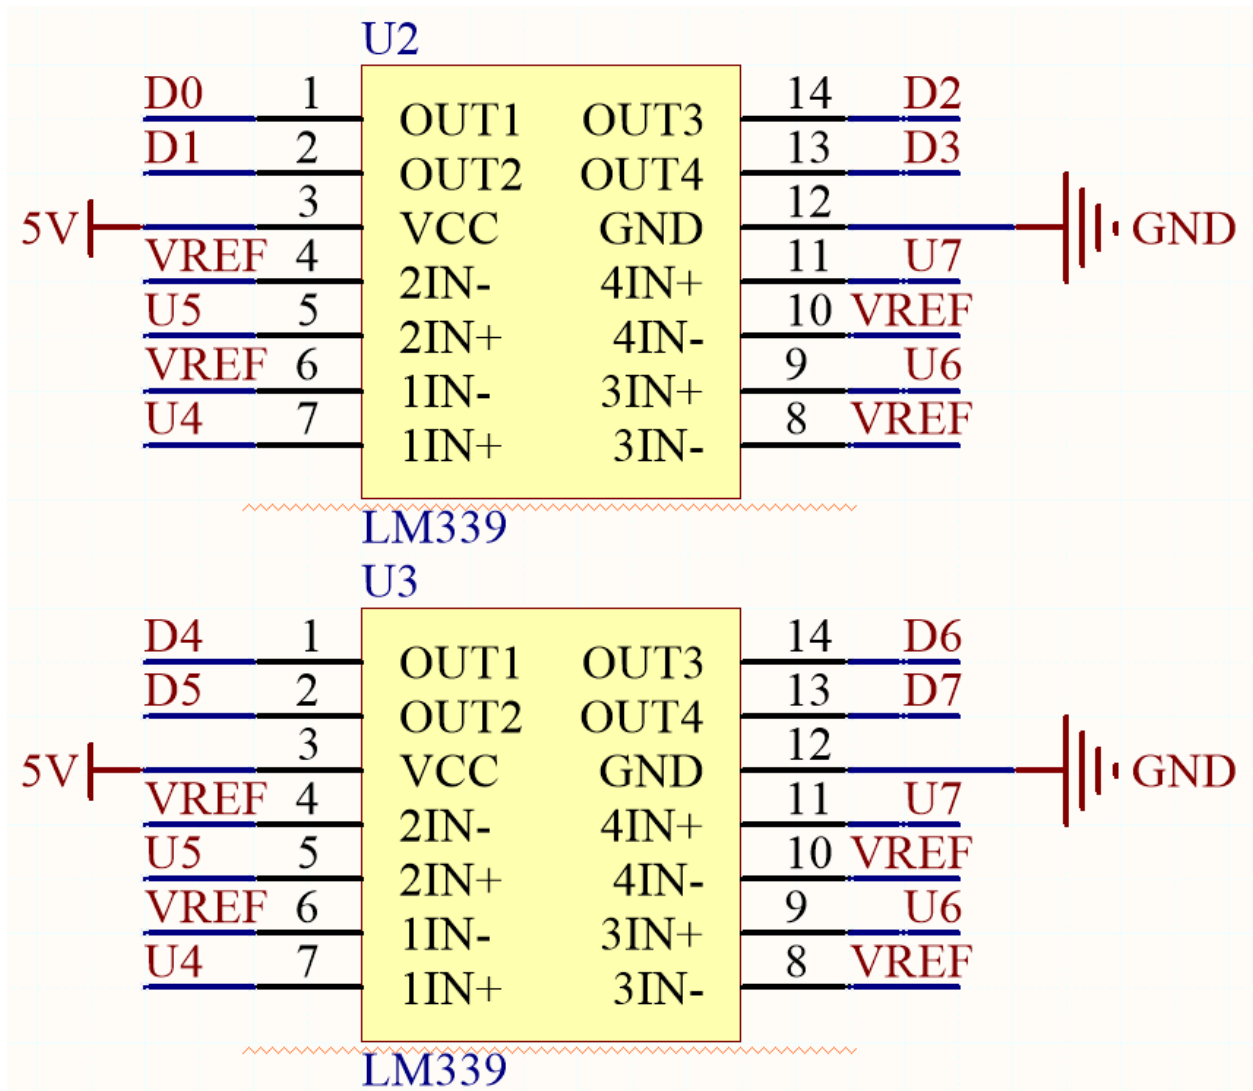 U2
D0 1 OUT1 OUT3 14 D2
D1 2 OUT2 OUT4 13 D3
5V 3 VCC GND 12 GND
VREF 4 2IN- 4IN+ 11 U7
U5 5 2IN+ 4IN- 10 VREF
VREF 6 1IN- 3IN+ 9 U6
U4 7 1IN+ 3IN- 8 VREF
LM339
U3
D4 1 OUT1 OUT3 14 D6
D5 2 OUT2 OUT4 13 D7
5V 3 VCC GND 12 GND
VREF 4 2IN- 4IN+ 11 U7
U5 5 2IN+ 4IN- 10 VREF
VREF 6 1IN- 3IN+ 9 U6
U4 7 1IN+ 3IN- 8 VREF
LM339